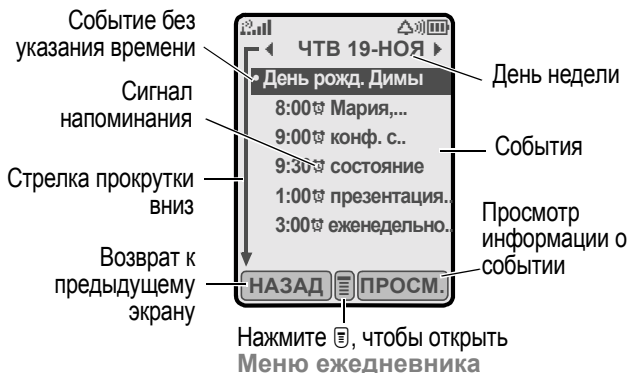 Событие без
указания времени
Сигнал
напоминания
Стрелка прокрутки
вниз
Возврат к
предыдущему
экрану
ЧТВ 19-НОЯ
• День рожд. Димы
8:00 Мария,...
9:00 конф. с..
9:30 состояние
1:00 презентация..
3:00 еженедельно..
НАЗАД
ПРОСМ.
День недели
События
Просмотр
информации о
событии
Нажмите , чтобы открыть
Меню ежедневника